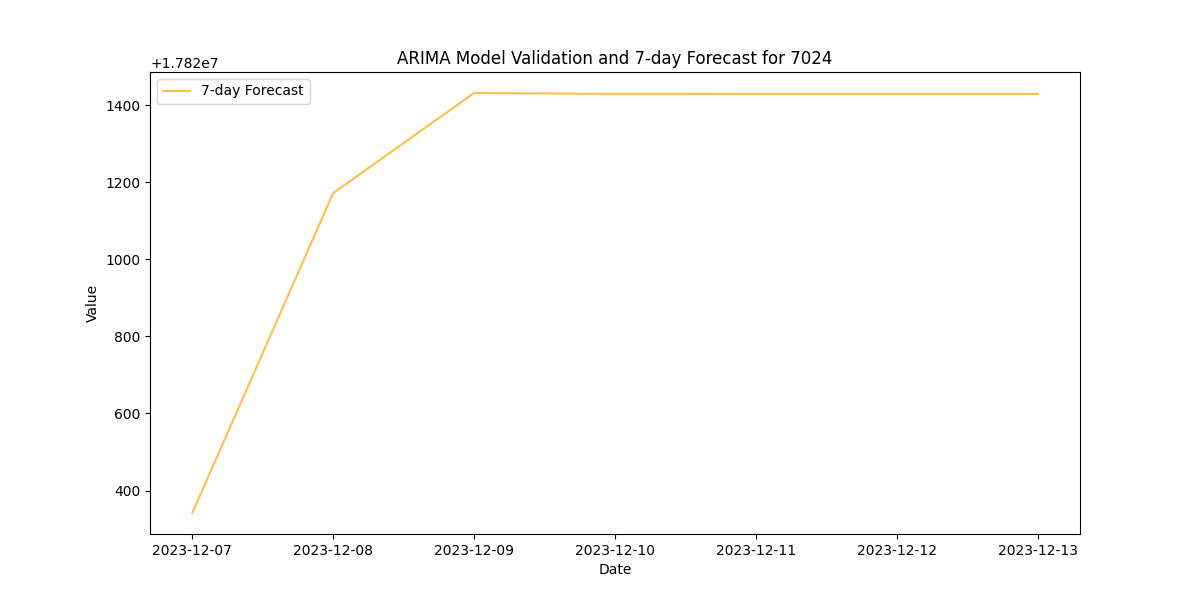 ARIMA Model Validation and 7-day Forecast for 7024
+1.782e7
7-day Forecast
1400
1200
1000
800
600
400
Value
2023-12-07 2023-12-08 2023-12-09 2023-12-10 2023-12-11 2023-12-12 2023-12-13
Date